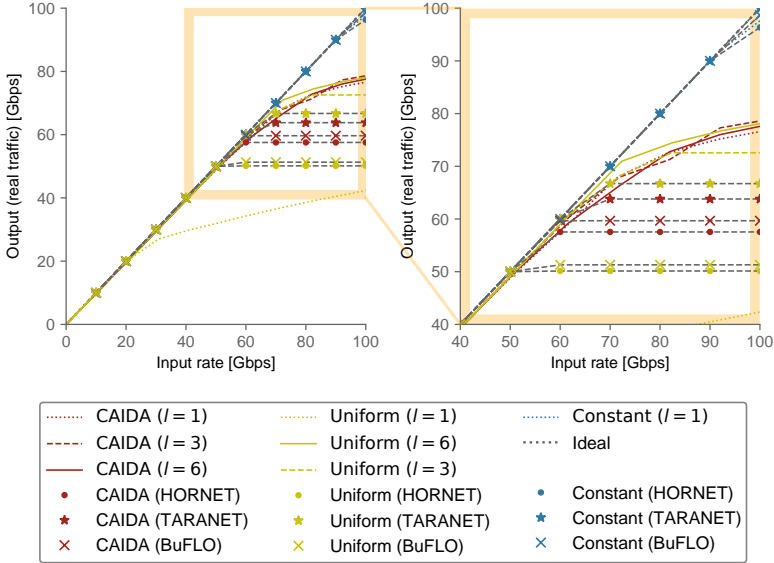 100
80
60
40
20
0
Output (real traffic) [Gbps]
0 20 40 60 80 100
Input rate [Gbps]
100
90
80
70
60
50
40
Output (real traffic) [Gbps]
40 50 60 70 80 90 100
Input rate [Gbps]
CAIDA (l = 1) Uniform (l = 1) Constant (l = 1)
CAIDA (l = 3) Uniform (l = 6) Ideal
CAIDA (l = 6) Uniform (l = 3)
CAIDA (HORNET) Uniform (HORNET) Constant (HORNET)
CAIDA (TARANET) Uniform (TARANET) Constant (TARANET)
CAIDA (BuFLO) Uniform (BuFLO) Constant (BuFLO)